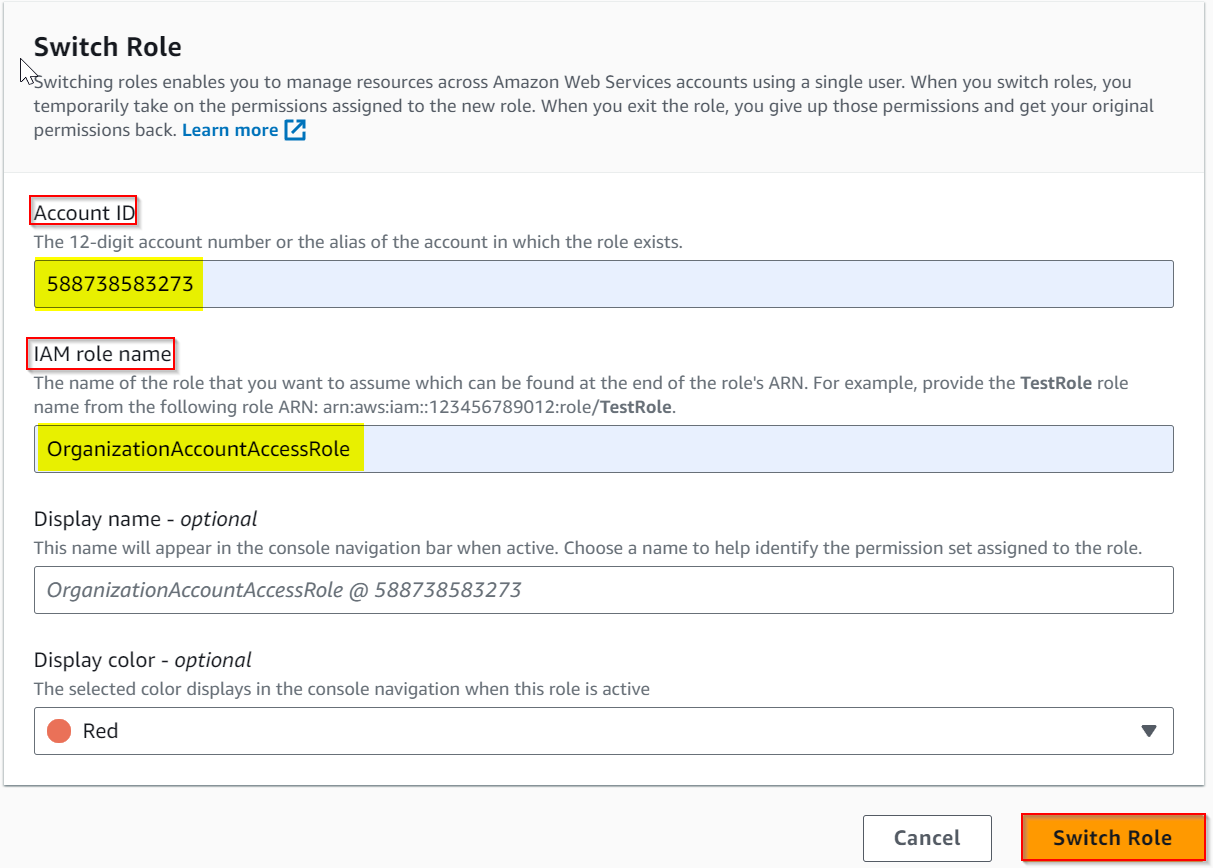 Switch Role
Switching roles enables you to manage resources across Amazon Web Services accounts using a single user. When you switch roles, you
temporarily take on the permissions assigned to the new role. When you exit the role, you give up those permissions and get your original
permissions back. Learn more
Account ID
The 12-digit account number or the alias of the account in which the role exists.
588738583273
IAM role name
The name of the role that you want to assume which can be found at the end of the role's ARN. For example, provide the TestRole role
name from the following role ARN: arn:aws:iam::123456789012:role/TestRole.
OrganizationAccountAccessRole
Display name - optional
This name will appear in the console navigation bar when active. Choose a name to help identify the permission set assigned to the role.
OrganizationAccountAccessRole @ 588738583273
Display color - optional
The selected color displays in the console navigation when this role is active
Red
Cancel
Switch Role